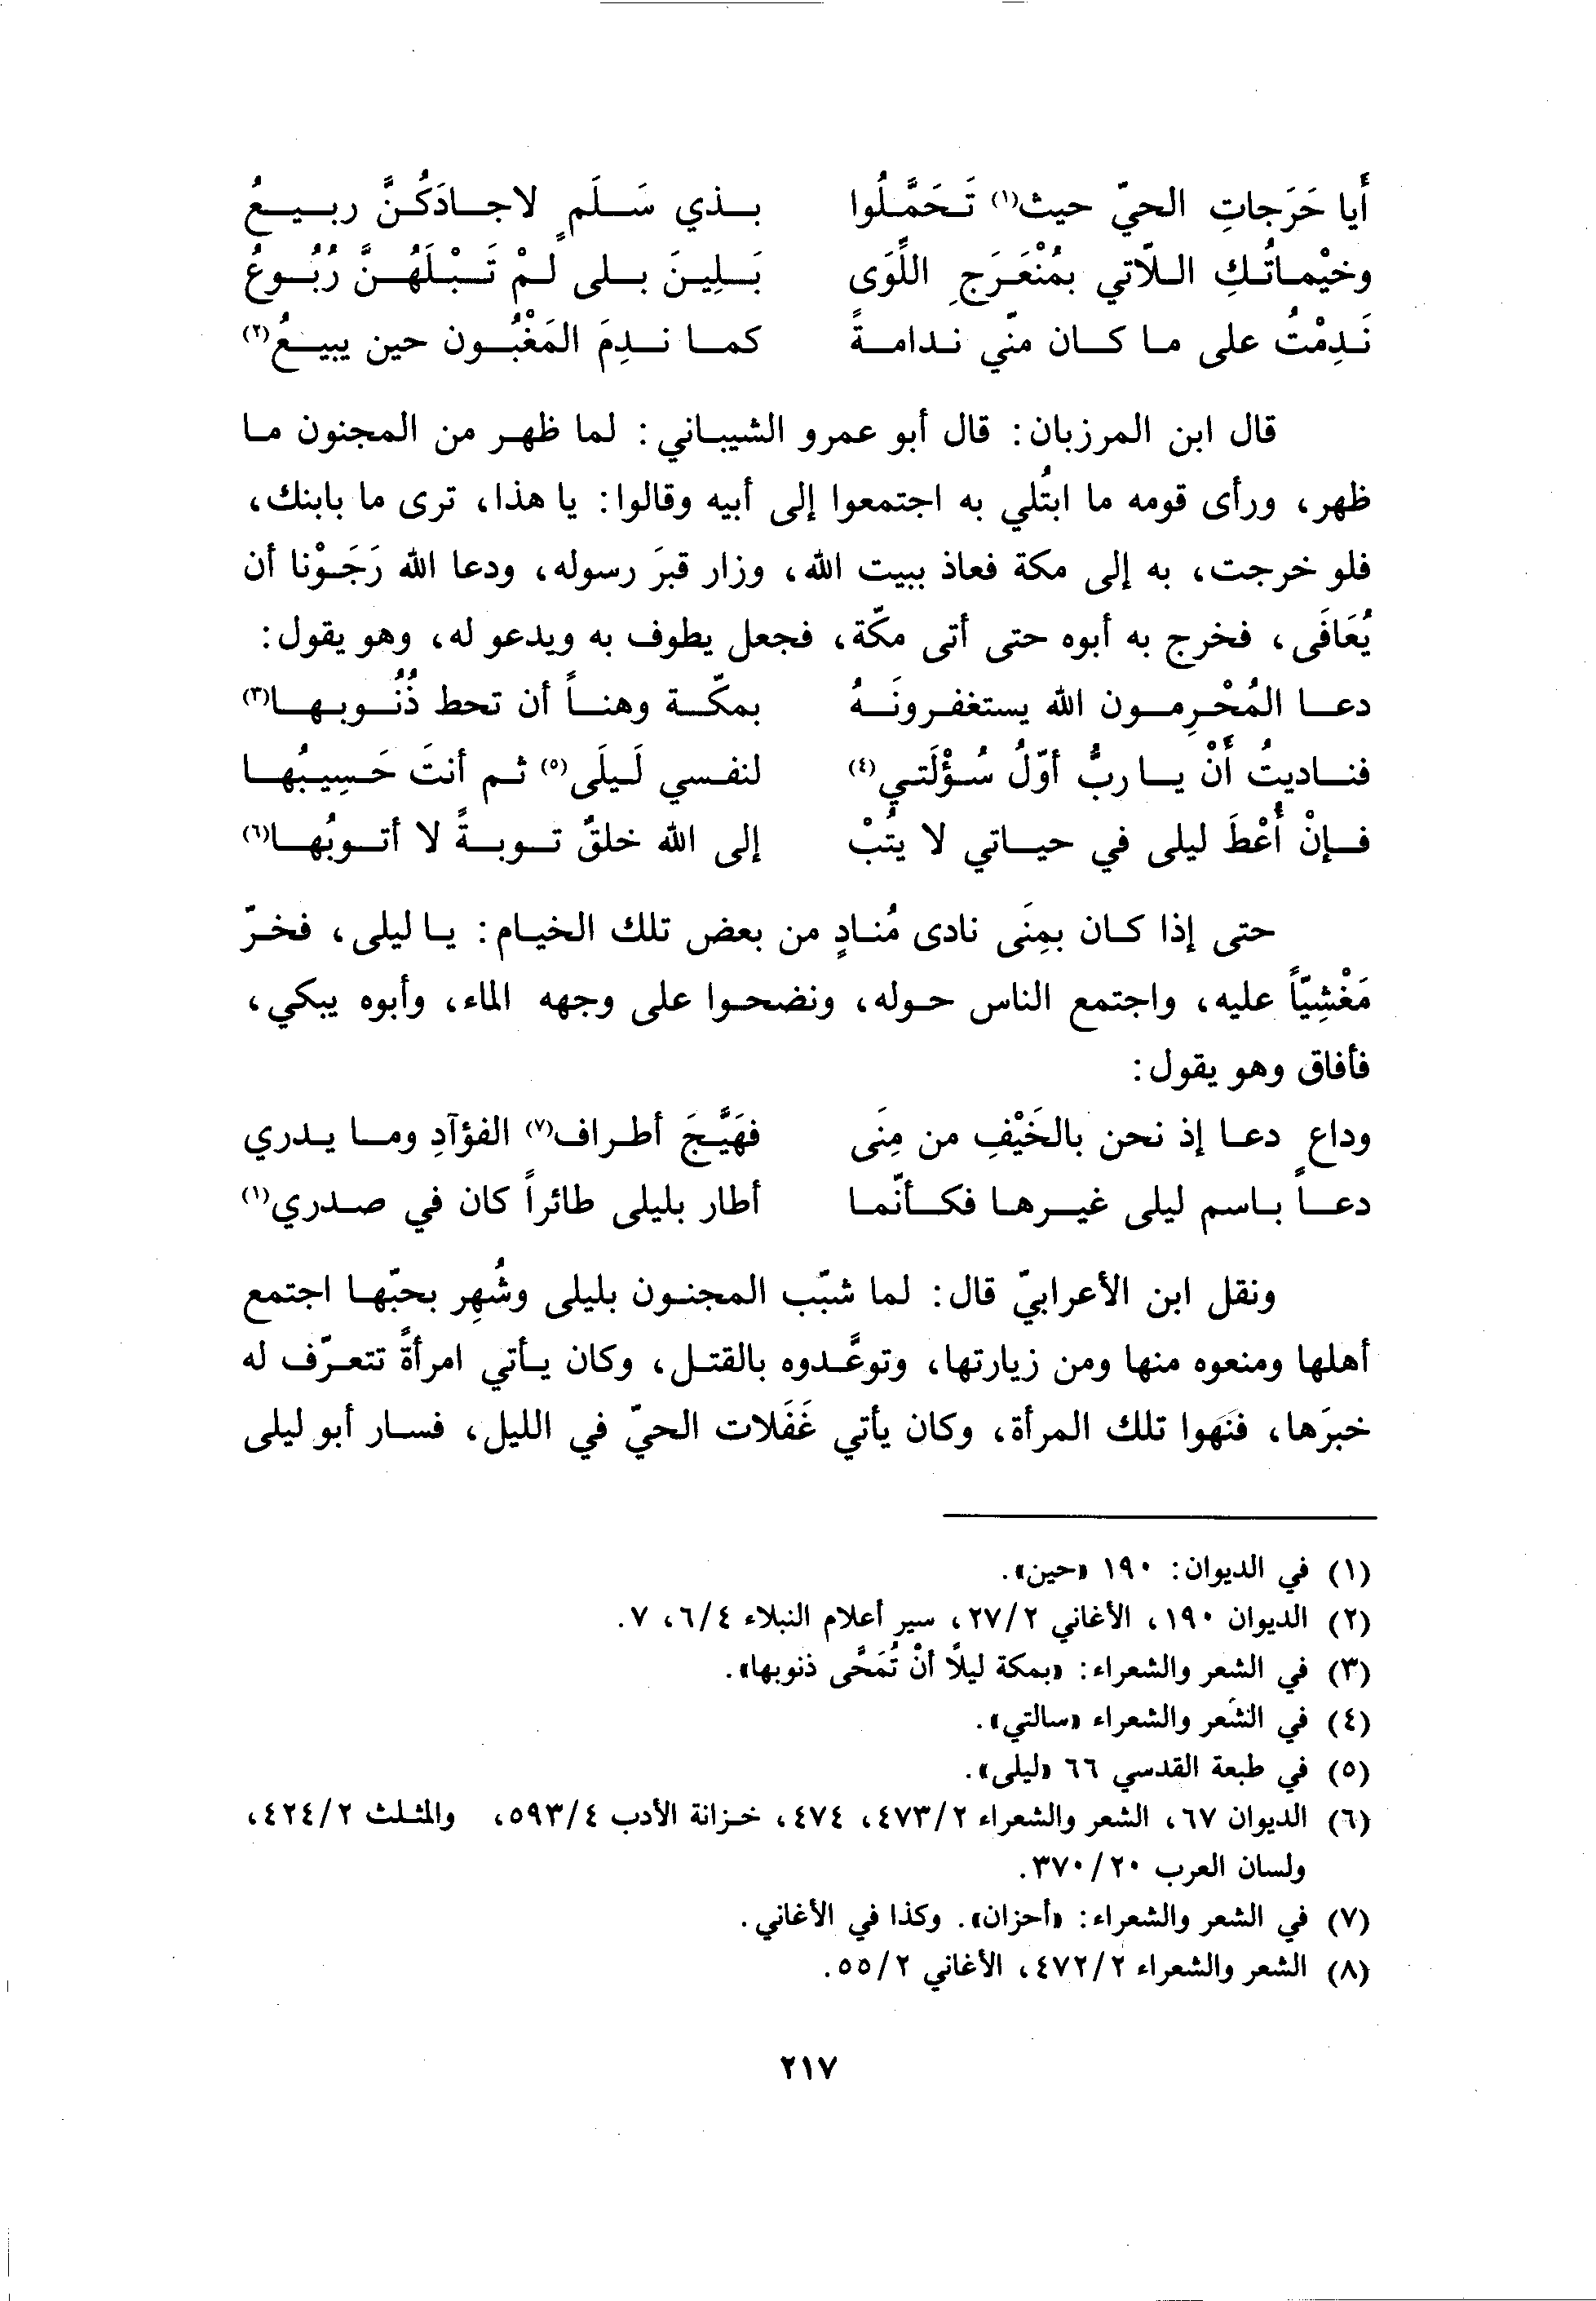 أَيا حَرَجاتِ الحيّ حيث(١) تَحَمَّلُوا بذي سَلَمٍ لاجادَكُنَّ ربيعُ
وخيْماتُكِ اللّاتي بمُنْعَرَجِ اللِّوَى بَلِينَ بلى لمْ تَبْلَهُنَّ رُبُوعُ
نَدِمْتُ على ما كان منّي ندامةً كما ندِمَ المَغْبُون حين يبيعُ(٢)
قال ابن المرزبان: قال أبو عمرو الشيباني: لما ظهر من المجنون ما
ظهر، ورأى قومه ما ابتُلي به اجتمعوا إلى أبيه وقالوا: يا هذا، ترى ما بابنك،
فلو خرجت، به إلى مكة فعاذ ببيت الله، وزار قبرَ رسوله، ودعا الله رَجَوْنا أن
يُعَافَى، فخرج به أبوه حتى أتى مكّة، فجعل يطوف به ويدعو له، وهو يقول:
دعا المُحْرِمون الله يستغفرونَهُ بمكّة وهناً أن تحط ذُنُوبها(٣)
فناديتُ أَنْ يا ربُّ أوّلُ سُؤْلَتي(٤) لنفسي لَيلَى(٥) ثم أنتَ حَسِيبُها
فإنْ أُعْطَ ليلى في حياتي لا يتُبْ إلى الله خلقٌ توبةً لا أتوبُها(٦)
حتى إذا كان بمِنَى نادى مُنادٍ من بعض تلك الخيام: يا ليلى، فخرّ
مَغْشِيّاً عليه، واجتمع الناس حوله، ونضحوا على وجهه الماء، وأبوه يبكي،
فأفاق وهو يقول:
وداعٍ دعا إذ نحن بالخَيْفِ من مِنَى فهَيَّجَ أطراف(٧) الفؤآدِ وما يدري
دعاً باسم ليلى غيرها فكأنّما أطار بليلى طائراً كان في صدري(١)
ونقل ابن الأعرابيّ قال: لما شبّب المجنون بليلى وشُهِر بحبّها اجتمع
أهلها ومنعوه منها ومن زيارتها، وتوعَّدوه بالقتل، وكان يأتي امرأةً تتعرّف له
خبرَها، فنَهوا تلك المرأة، وكان يأتي غَفَلات الحيّ في الليل، فسار أبو ليلى
(١) في الديوان: ١٩٠ «حين».
(٢) الديوان ١٩٠، الأغاني ٢/٢٧، سير أعلام النبلاء ٤/٦، ٧.
(٣) في الشعر والشعراء: «بمكة ليلًا أنْ تُمَحَّى ذنوبها».
(٤) في الشعر والشعراء «سالتي».
(٥) في طبعة القدسي ٦٦ «ليلى».
(٦) الديوان ٦٧، الشعر والشعراء ٢/٤٧٣، ٤٧٤، خزانة الأدب ٤/٥٩٣، والمثلث ٢/٤٢٤،
ولسان العرب ٢٠/٣٧٠.
(٧) في الشعر والشعراء: «أحزان». وكذا في الأغاني.
(٨) الشعر والشعراء ٢/٤٧٢، الأغاني ٢/٥٥.
٢١٧